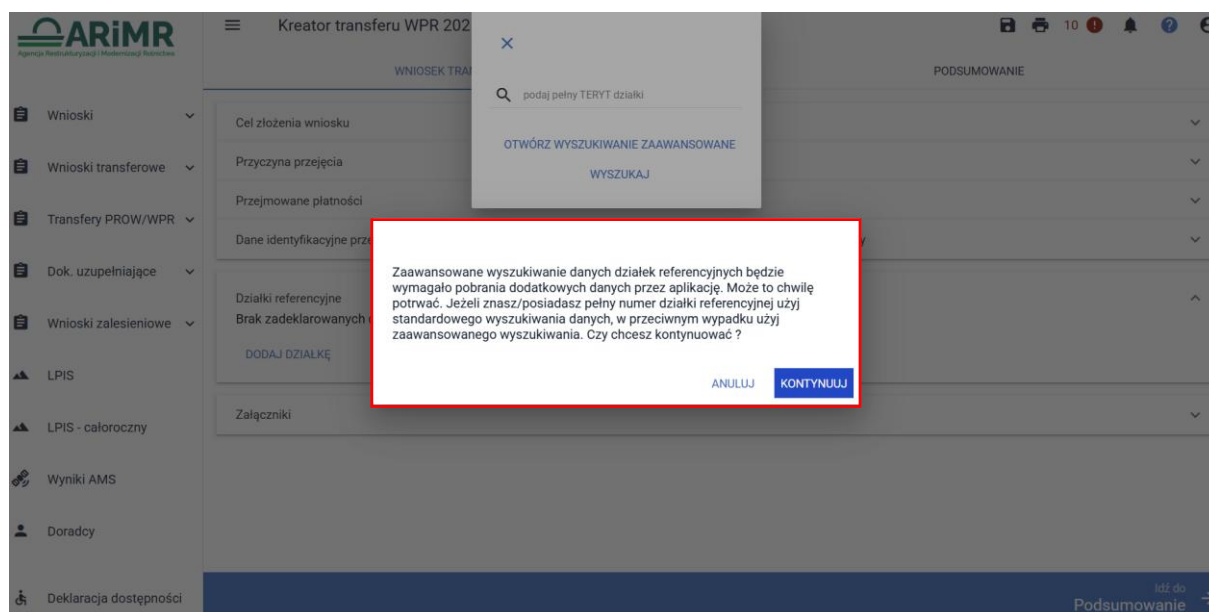 ARiMR
Agencja Restrukturyzacji i Modernizacji Rolnictwa
Kreator transferu WPR 202
10
WNIOSEK TRA
PODSUMOWANIE
podaj pełny TERYT działki
OTWÓRZ WYSZUKIWANIE ZAAWANSOWANE
WYSZUKAJ
Wnioski
Wnioski transferowe
Transfery PROW/WPR
Dok. uzupełniające
Wnioski zalesieniowe
LPIS
LPIS - całoroczny
Wyniki AMS
Doradcy
Deklaracja dostępności
Cel złożenia wniosku
Przyczyna przejęcia
Przejmowane płatności
Dane identyfikacyjne prze
Działki referencyjne
Brak zadeklarowanych
DODAJ DZIAŁKĘ
Załączniki
Zaawansowane wyszukiwanie danych działek referencyjnych będzie
wymagało pobrania dodatkowych danych przez aplikację. Może to chwilę
potrwać. Jeżeli znasz/posiadasz pełny numer działki referencyjnej użyj
standardowego wyszukiwania danych, w przeciwnym wypadku użyj
zaawansowanego wyszukiwania. Czy chcesz kontynuować ?
ANULUJ
KONTYNUUJ
Idź do
Podsumowanie